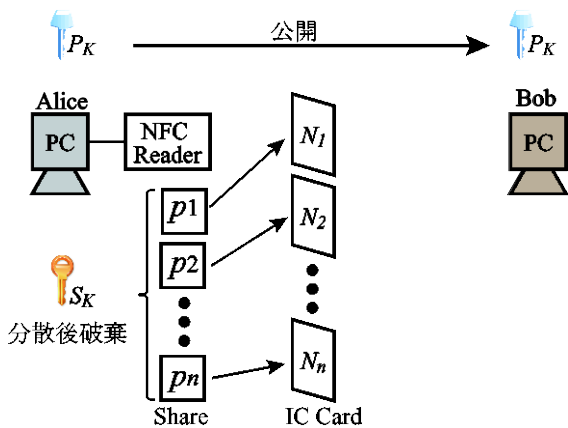 P_K 公開 P_K
Alice
Bob
PC
NFC
Reader
PC
N_1
p1
N_2
p2
S_K
分散後破棄
pn
N_n
Share
IC Card